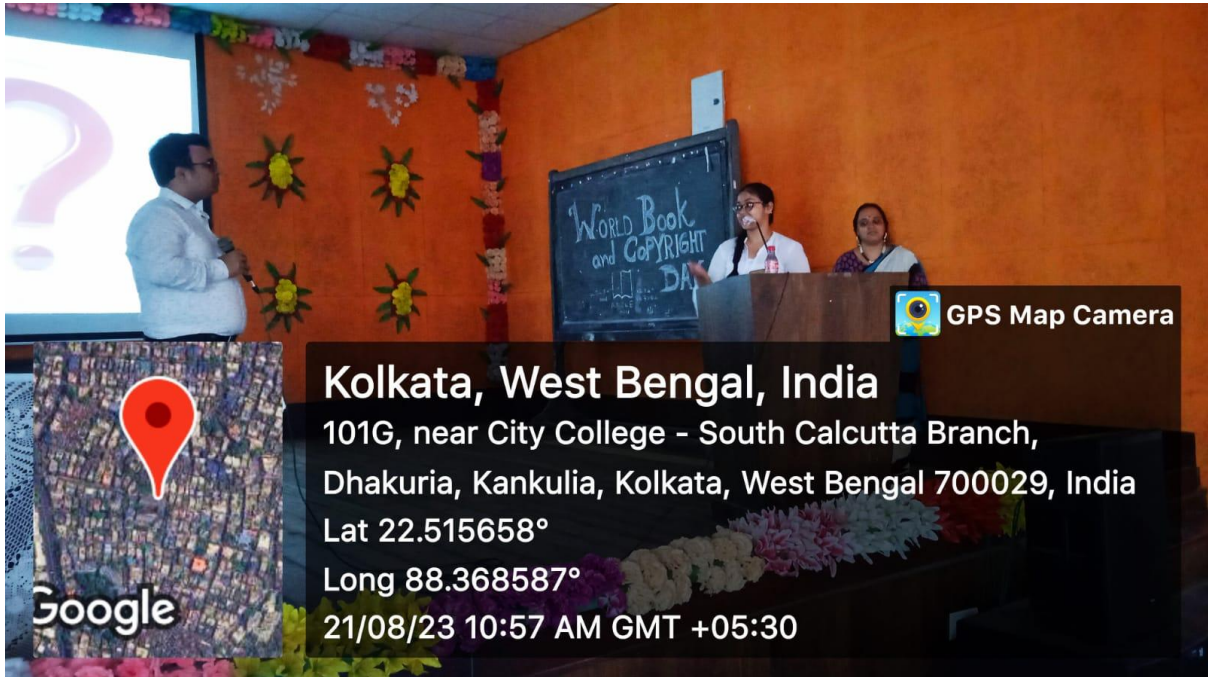 ?
WORLD BOOK
and COPYRIGHT
DAY
GPS Map Camera
Kolkata, West Bengal, India
101G, near City College - South Calcutta Branch,
Dhakuria, Kankulia, Kolkata, West Bengal 700029, India
Lat 22.515658°
Long 88.368587°
21/08/23 10:57 AM GMT +05:30
Google